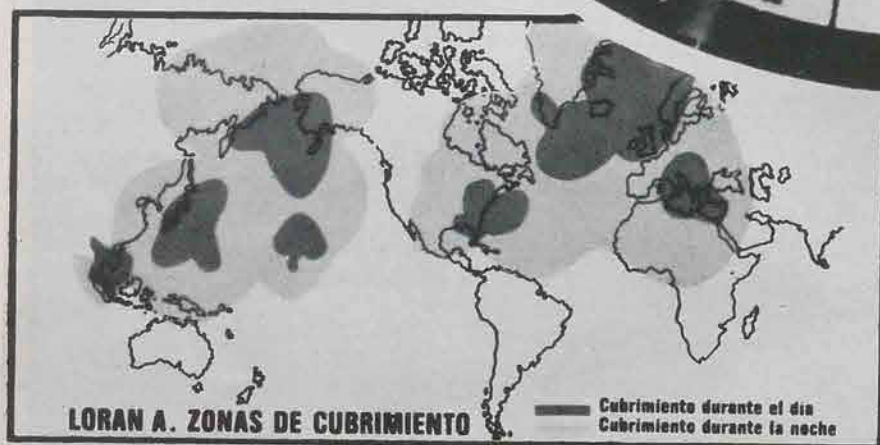 LORAN A. ZONAS DE CUBRIMIENTO
Cubrimiento durante el dia
Cubrimiento durante la noche